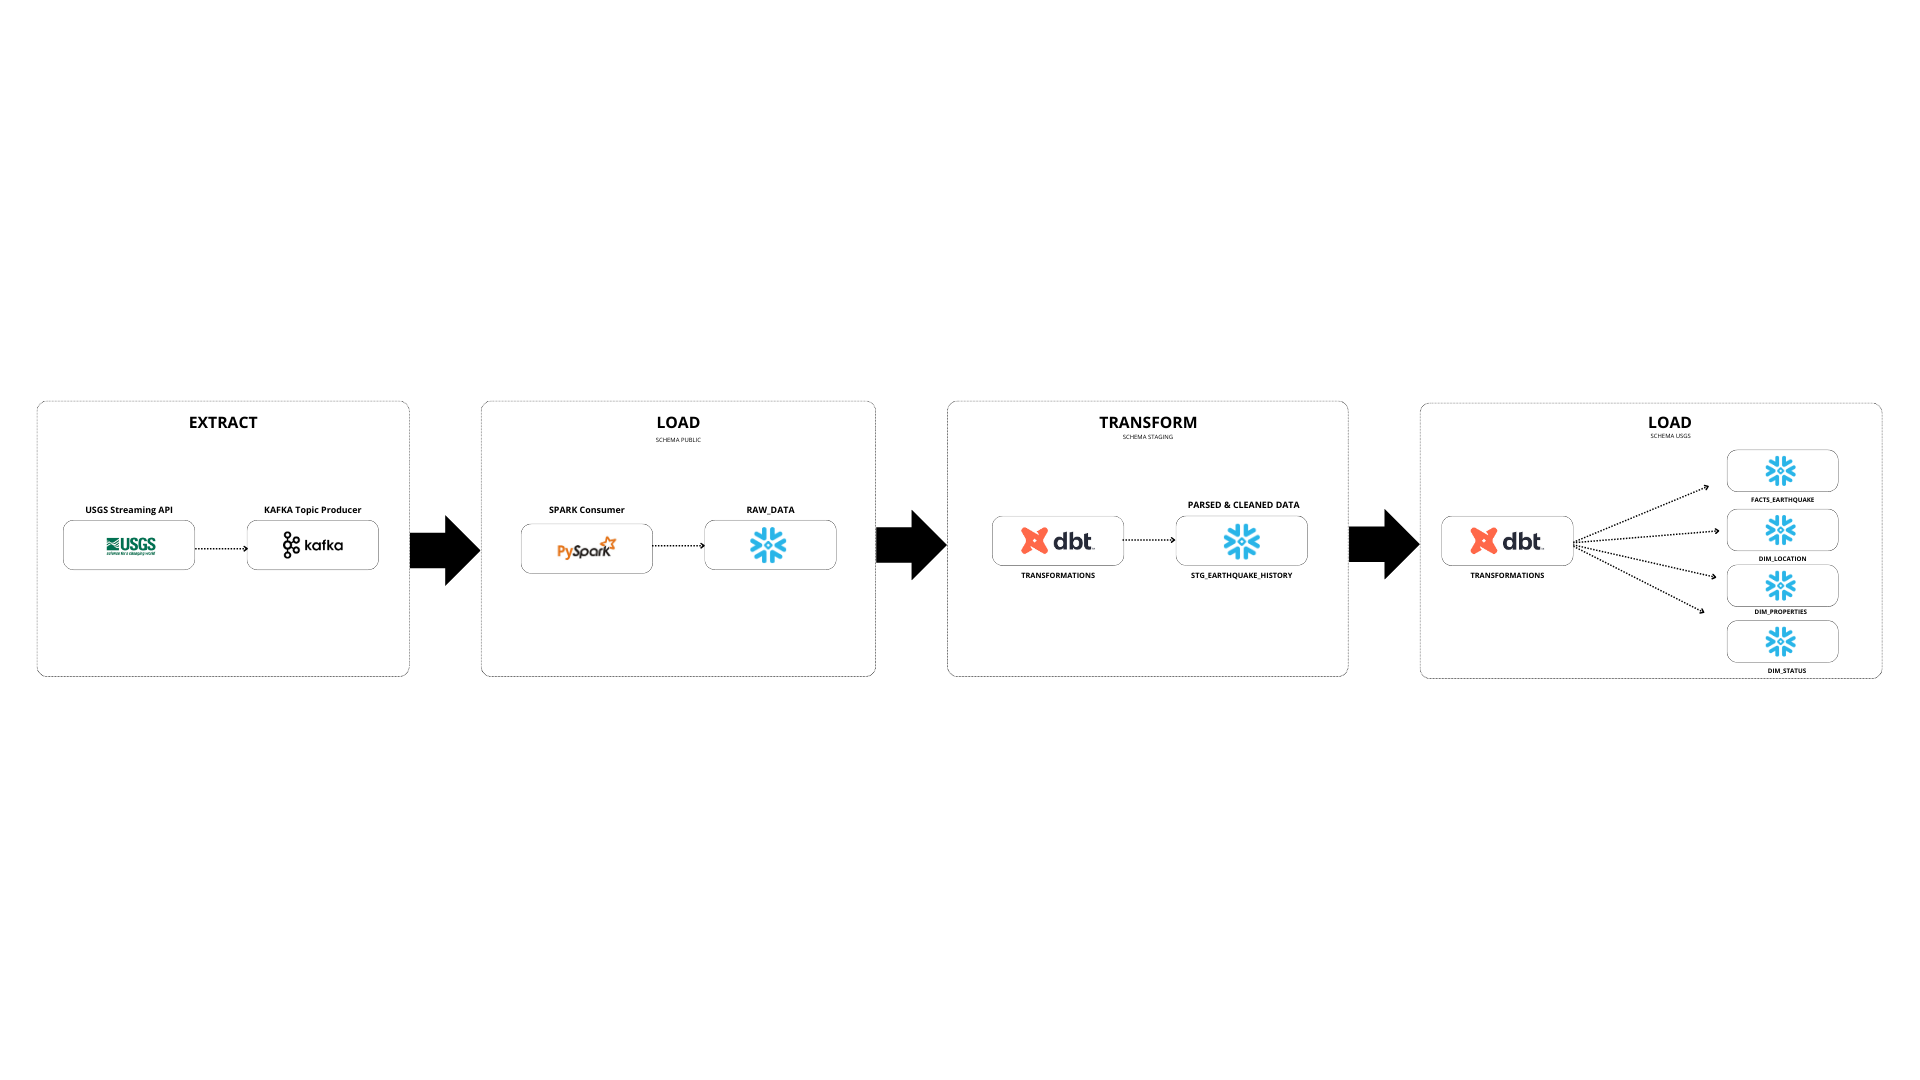 EXTRACT
USGS Streaming API
KAFKA Topic Producer
USGS
science for a changing world
kafka
LOAD
SCHEMA PUBLIC
SPARK Consumer
RAW_DATA
PySpark
TRANSFORM
SCHEMA STAGING
PARSED & CLEANED DATA
dbt
TRANSFORMATIONS
STG_EARTHQUAKE_HISTORY
LOAD
SCHEMA USGS
dbt
TRANSFORMATIONS
FACTS_EARTHQUAKE
DIM_LOCATION
DIM_PROPERTIES
DIM_STATUS